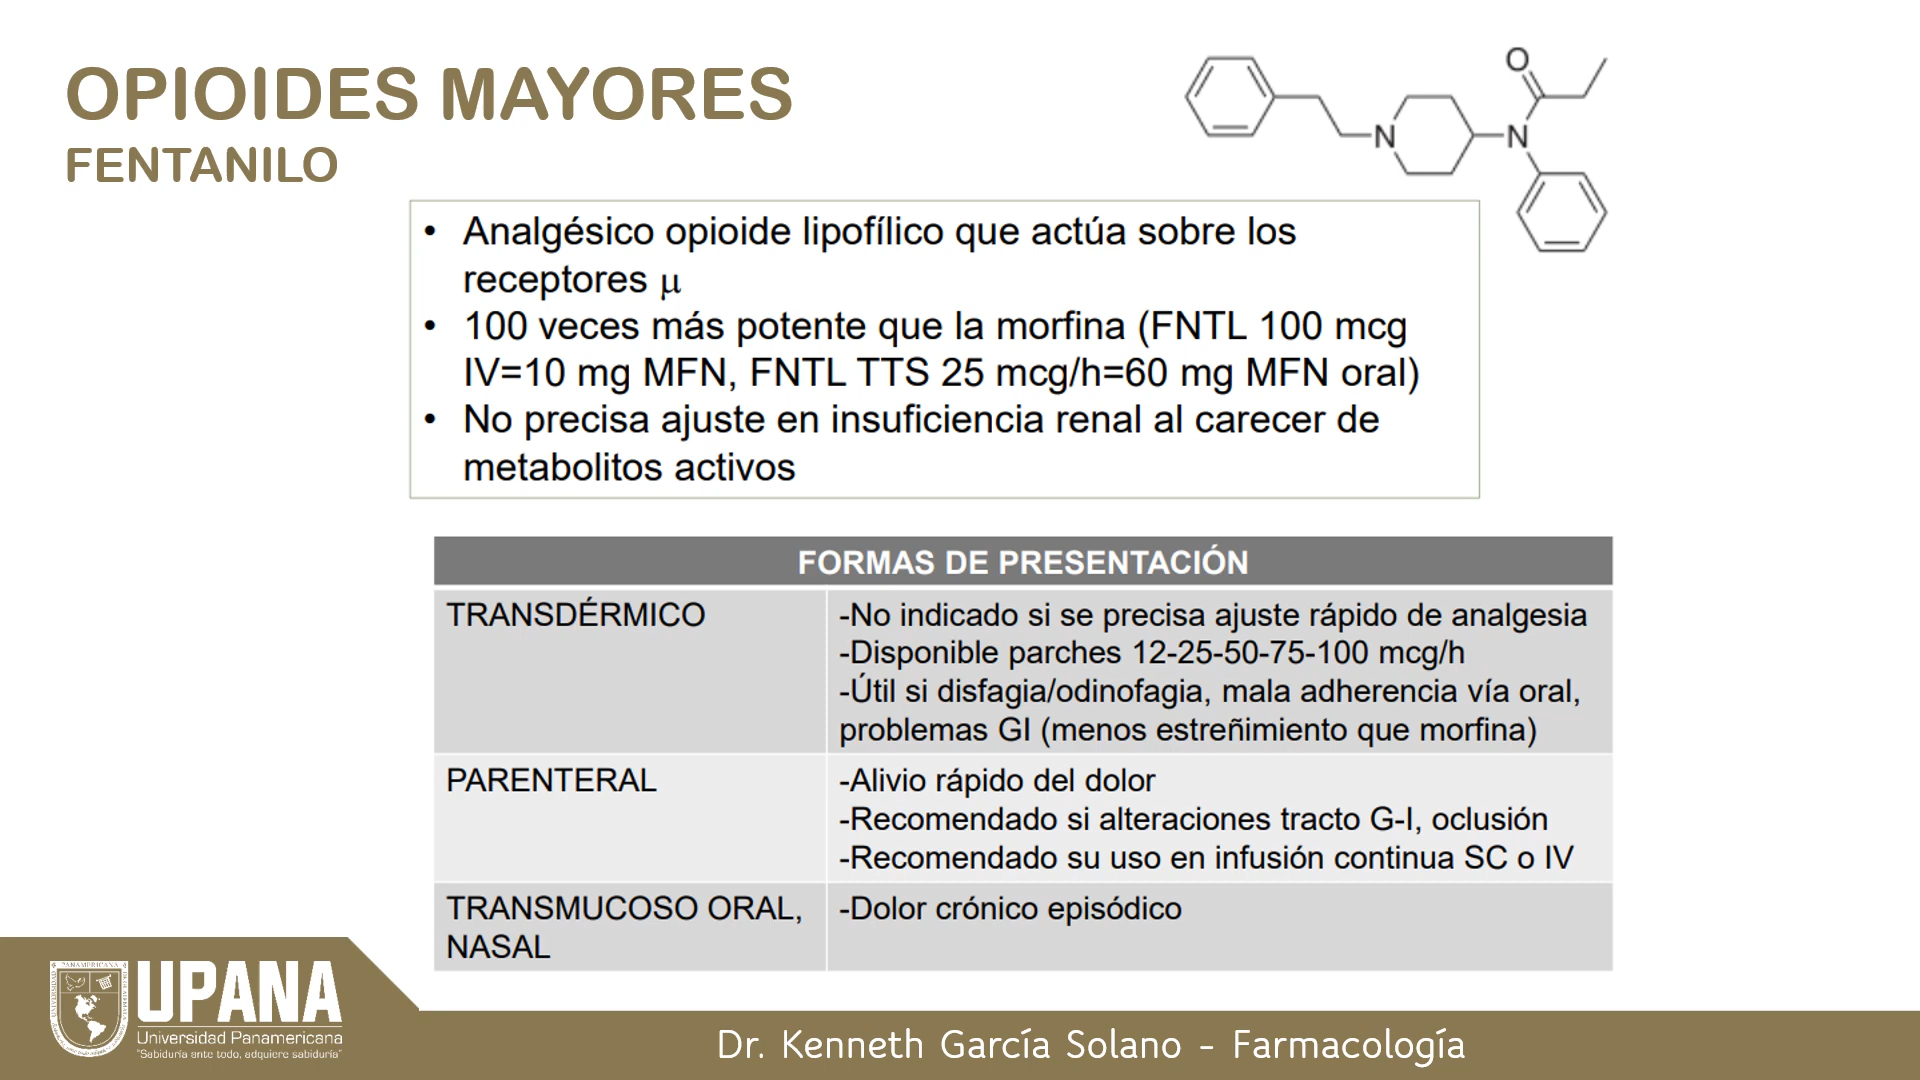 OPIOIDES MAYORES
FENTANILO
O
N
N
• Analgésico opioide lipofílico que actúa sobre los
receptores μ
• 100 veces más potente que la morfina (FNTL 100 mcg
IV=10 mg MFN, FNTL TTS 25 mcg/h=60 mg MFN oral)
• No precisa ajuste en insuficiencia renal al carecer de
metabolitos activos
FORMAS DE PRESENTACIÓN
TRANSDÉRMICO
-No indicado si se precisa ajuste rápido de analgesia
-Disponible parches 12-25-50-75-100 mcg/h
-Útil si disfagia/odinofagia, mala adherencia vía oral,
problemas GI (menos estreñimiento que morfina)
PARENTERAL
-Alivio rápido del dolor
-Recomendado si alteraciones tracto G-I, oclusión
-Recomendado su uso en infusión continua SC o IV
TRANSMUCOSO ORAL,
NASAL
-Dolor crónico episódico
UPANA
Universidad Panamericana
"Sabiduría ante todo, adquiere sabiduría"
Dr. Kenneth García Solano - Farmacología